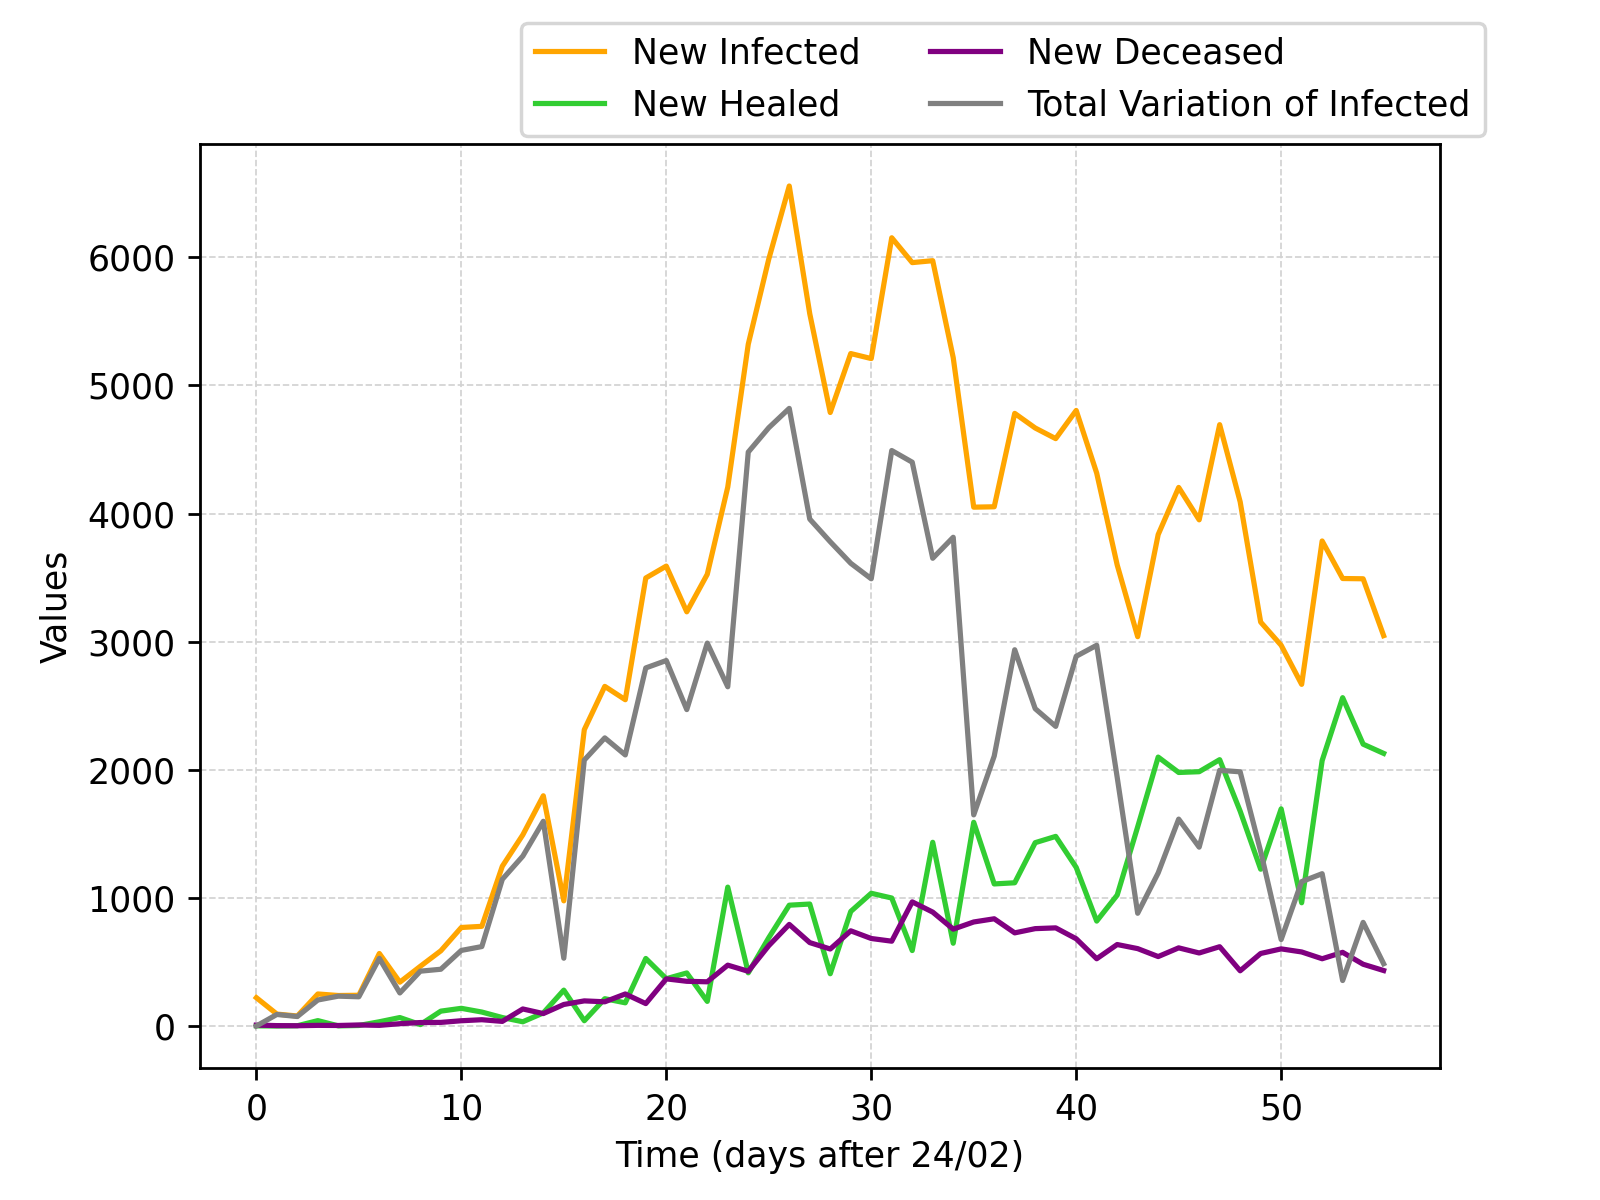 New Infected
New Healed
New Deceased
Total Variation of Infected
6000
5000
4000
3000
2000
1000
0
Values
0 10 20 30 40 50
Time (days after 24/02)